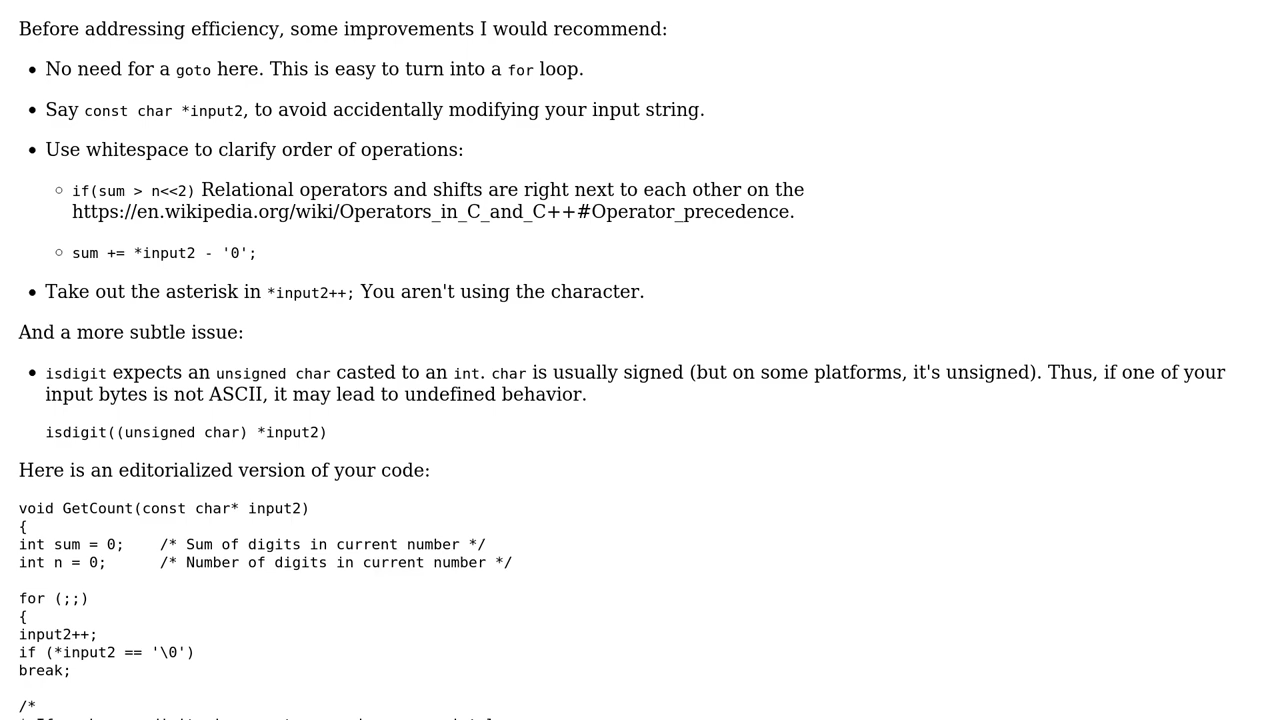 Before addressing efficiency, some improvements I would recommend:
• No need for a goto here. This is easy to turn into a for loop.
• Say const char *input2, to avoid accidentally modifying your input string.
• Use whitespace to clarify order of operations:
◦ if(sum > n<<2) Relational operators and shifts are right next to each other on the
https://en.wikipedia.org/wiki/Operators_in_C_and_C++#Operator_precedence.
◦ sum += *input2 - '0';
• Take out the asterisk in *input2++; You aren't using the character.
And a more subtle issue:
• isdigit expects an unsigned char casted to an int. char is usually signed (but on some platforms, it's unsigned). Thus, if one of your
input bytes is not ASCII, it may lead to undefined behavior.
isdigit((unsigned char) *input2)
Here is an editorialized version of your code:
void GetCount(const char* input2)
{
int sum = 0;    /* Sum of digits in current number */
int n = 0;      /* Number of digits in current number */
for (;;)
{
input2++;
if (*input2 == '\0')
break;
/*